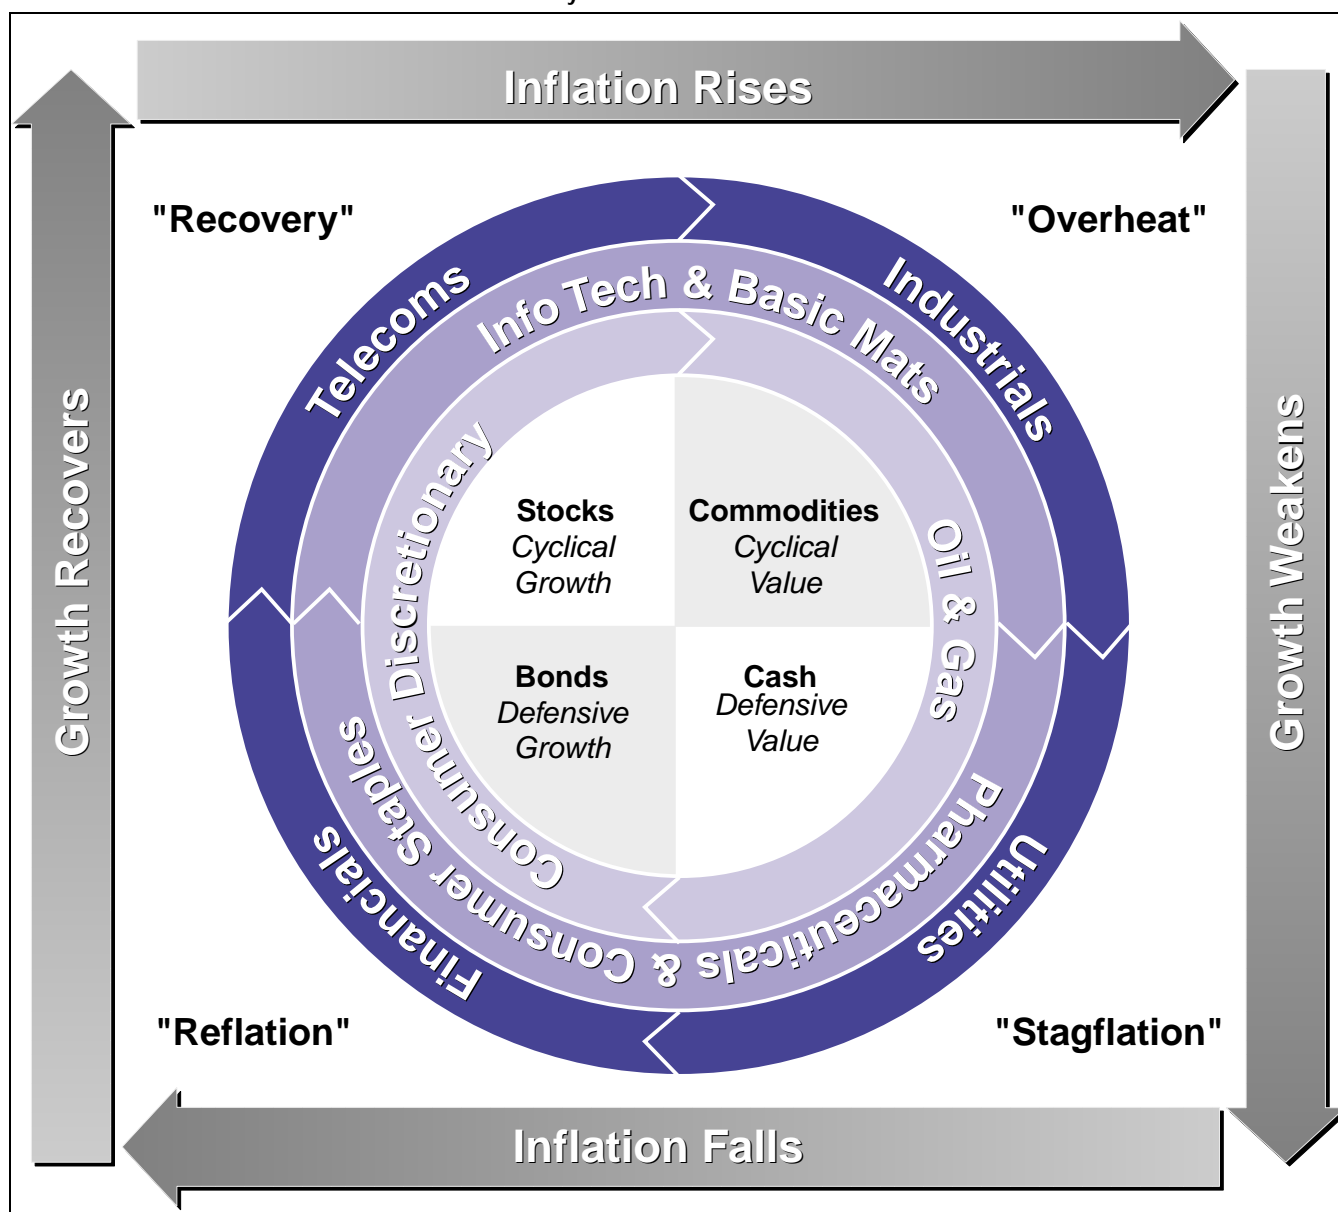 Inflation Rises
"Recovery"
"Overheat"
Growth Recovers
Growth Weakens
Telecoms
Info Tech & Basic Mats
Industrials
Consumer Discretionary
Oil & Gas
Stocks
Cyclical
Growth
Commodities
Cyclical
Value
Bonds
Defensive
Growth
Cash
Defensive
Value
Financials
Pharmaceuticals & Consumer Staples
Utilities
"Reflation"
"Stagflation"
Inflation Falls